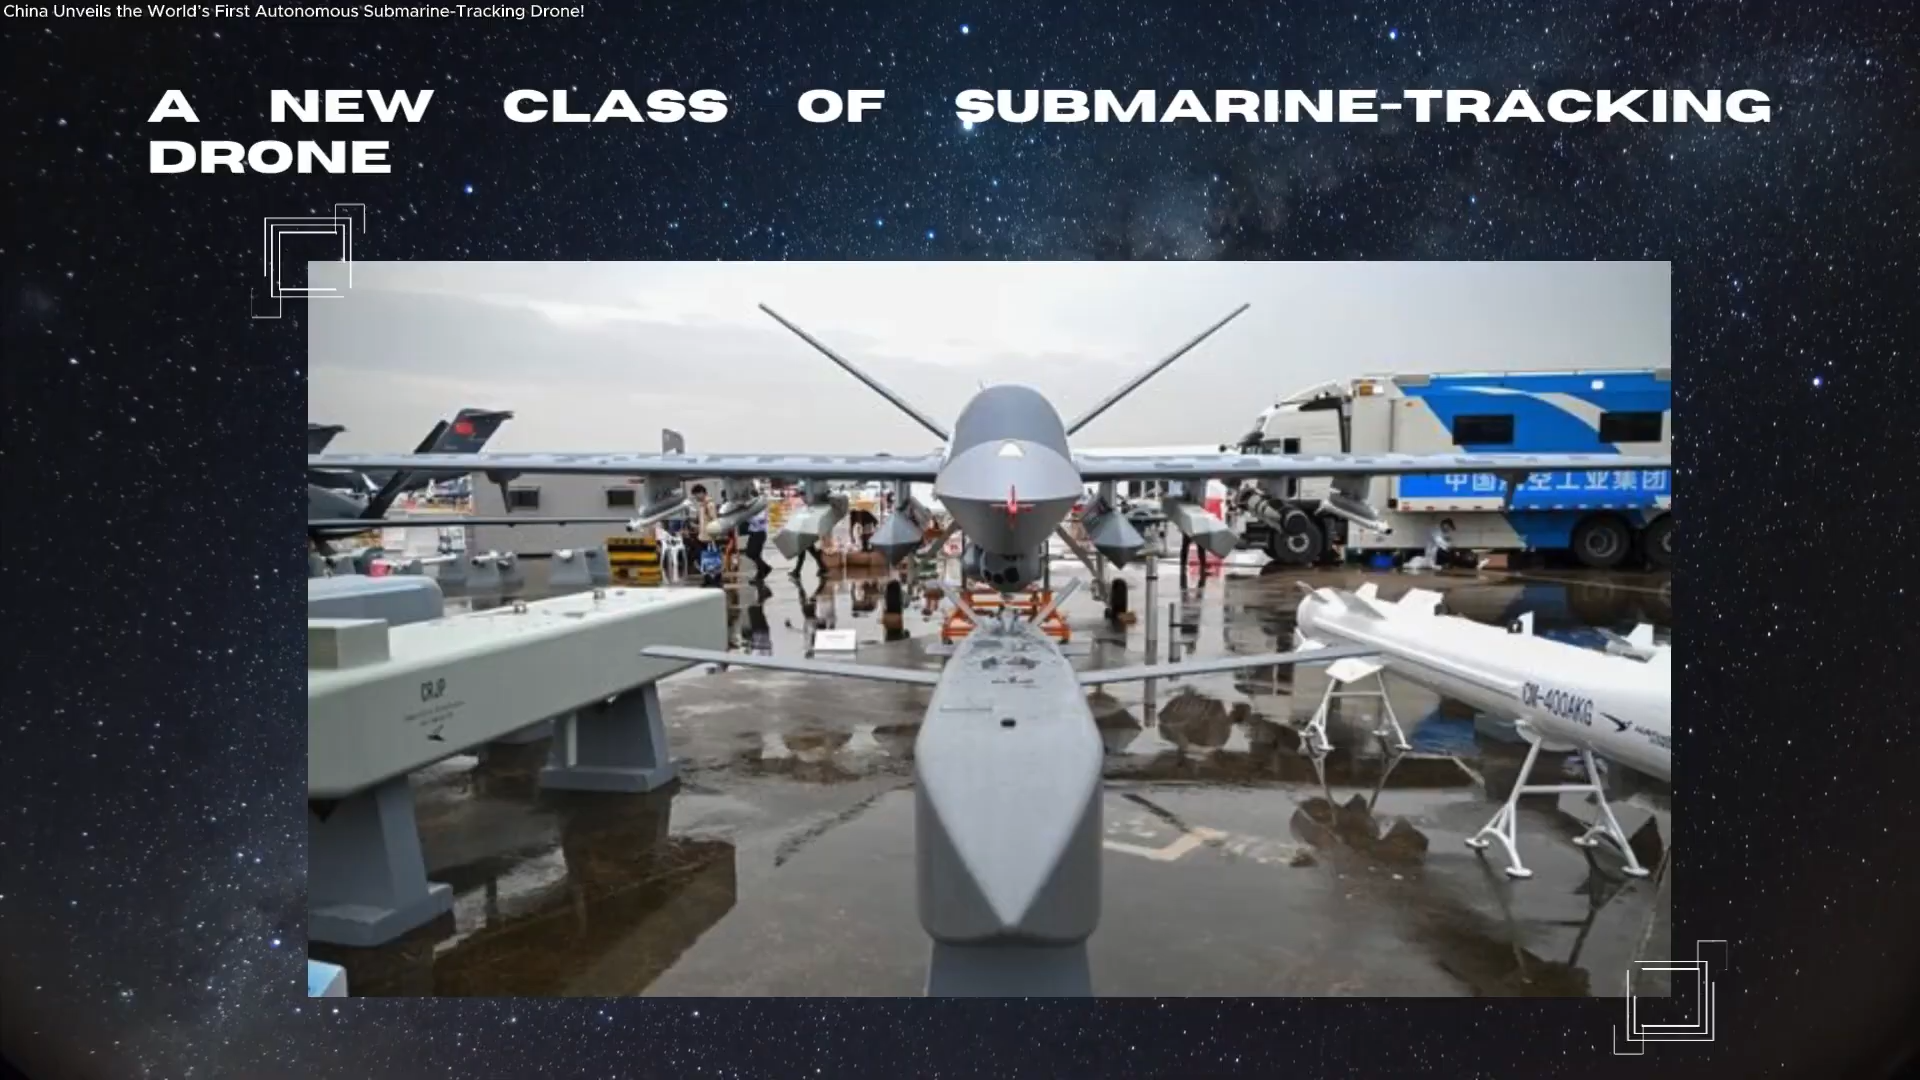 China Unveils the World's First Autonomous Submarine-Tracking Drone!
A NEW CLASS OF SUBMARINE-TRACKING
DRONE
中国航空工业集团
CRJP
CM-400AKG